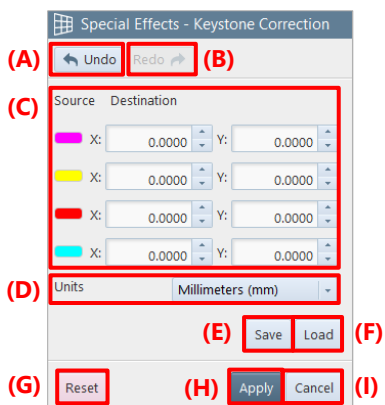 Special Effects - Keystone Correction
(A) Undo Redo (B)
(C) Source Destination
X: 0.0000 Y: 0.0000
X: 0.0000 Y: 0.0000
X: 0.0000 Y: 0.0000
X: 0.0000 Y: 0.0000
(D) Units Millimeters (mm)
(E) Save Load (F)
(G) Reset (H) Apply Cancel (I)